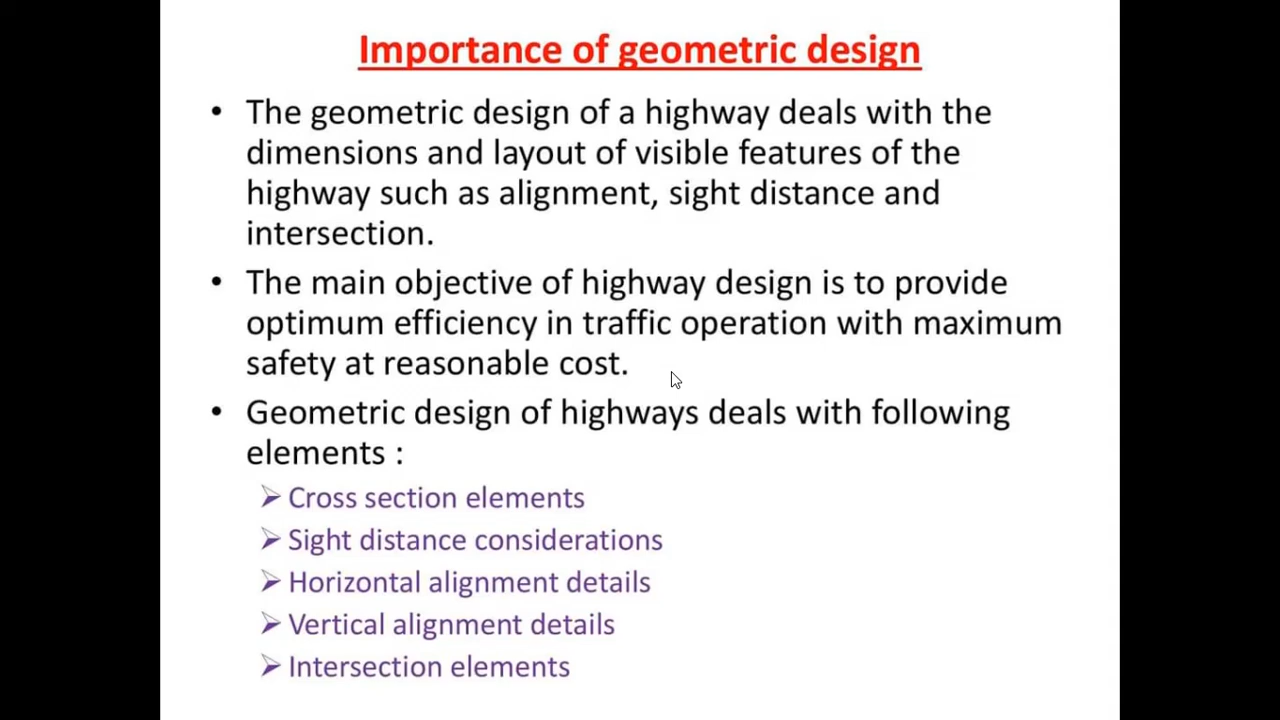 Importance of geometric design
• The geometric design of a highway deals with the
dimensions and layout of visible features of the
highway such as alignment, sight distance and
intersection.
• The main objective of highway design is to provide
optimum efficiency in traffic operation with maximum
safety at reasonable cost.
• Geometric design of highways deals with following
elements :
➢ Cross section elements
➢ Sight distance considerations
➢ Horizontal alignment details
➢ Vertical alignment details
➢ Intersection elements